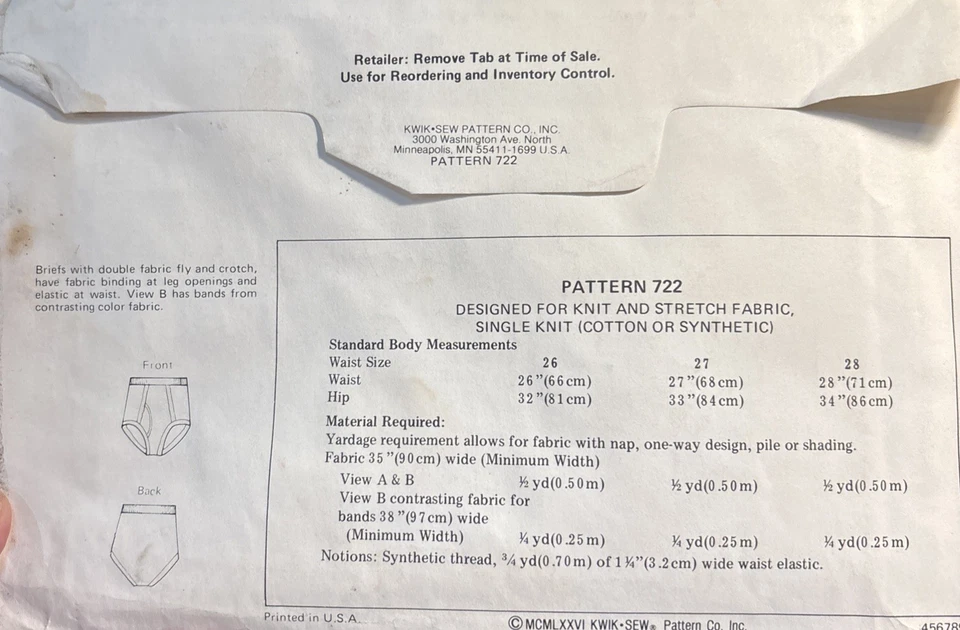 Retailer: Remove Tab at Time of Sale.
Use for Reordering and Inventory Control.
KWIK•SEW PATTERN CO., INC.
3000 Washington Ave. North
Minneapolis, MN 55411-1699 U.S.A.
PATTERN 722
Briefs with double fabric fly and crotch,
have fabric binding at leg openings and
elastic at waist. View B has bands from
contrasting color fabric.
Front
Back
PATTERN 722
DESIGNED FOR KNIT AND STRETCH FABRIC,
SINGLE KNIT (COTTON OR SYNTHETIC)
Standard Body Measurements
Waist Size 26 27 28
Waist 26"(66cm) 27"(68cm) 28"(71cm)
Hip 32"(81cm) 33"(84cm) 34"(86cm)
Material Required:
Yardage requirement allows for fabric with nap, one-way design, pile or shading.
Fabric 35"(90cm) wide (Minimum Width)
View A & B ½ yd(0.50m) ½ yd(0.50m) ½ yd(0.50m)
View B contrasting fabric for
bands 38"(97cm) wide
(Minimum Width) ¼ yd(0.25m) ¼ yd(0.25m) ¼ yd(0.25m)
Notions: Synthetic thread, ¾ yd(0.70m) of 1¼"(3.2cm) wide waist elastic.
Printed in U.S.A.
© MCMLXXVI KWIK•SEW® Pattern Co. Inc.
45678